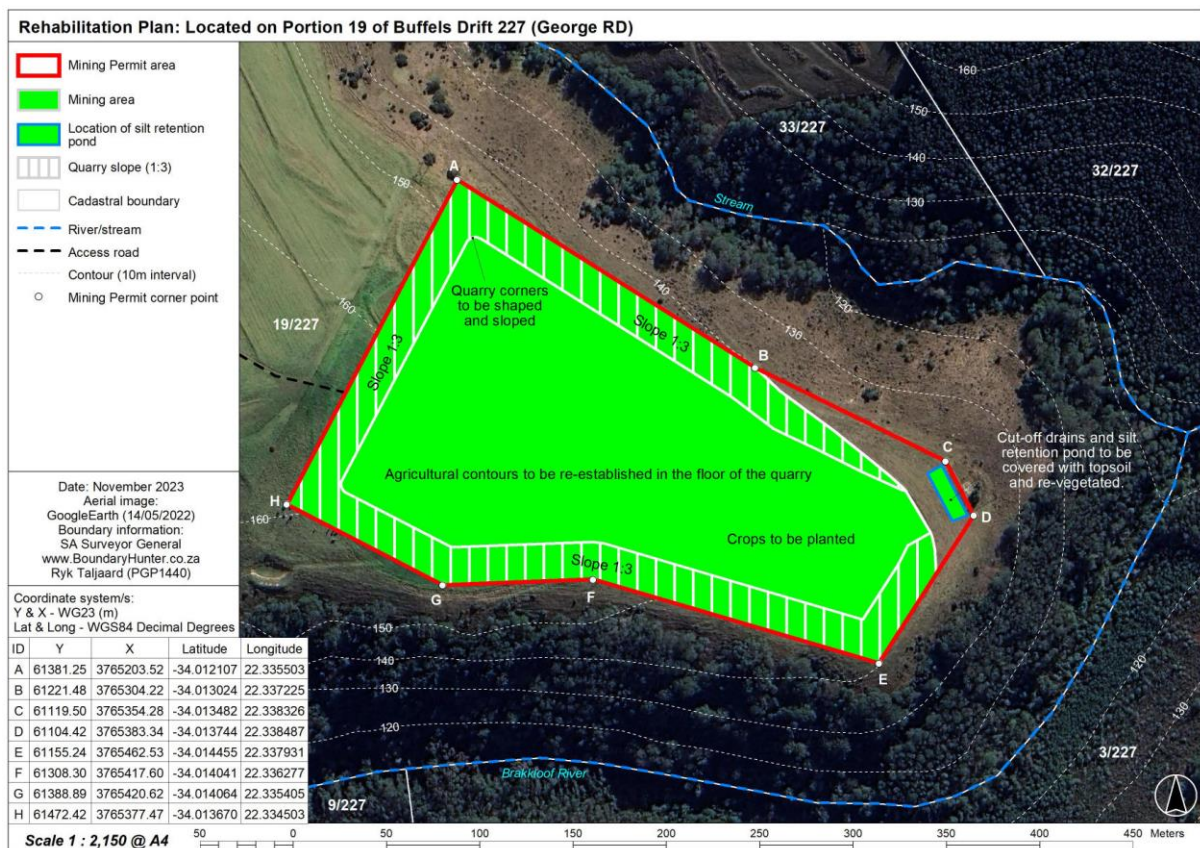 Rehabilitation Plan: Located on Portion 19 of Buffels Drift 227 (George RD)
Mining Permit area
Mining area
Location of silt retention
pond
Quarry slope (1:3)
Cadastral boundary
River/stream
Access road
Contour (10m interval)
Mining Permit corner point
Date: November 2023
Aerial image:
GoogleEarth (14/05/2022)
Boundary information:
SA Surveyor General
www.BoundaryHunter.co.za
Ryk Taljaard (PGP1440)
Coordinate system/s:
Y & X - WG23 (m)
Lat & Long - WGS84 Decimal Degrees
ID Y X Latitude Longitude
A 61381.25 3765203.52 -34.012107 22.335503
B 61221.48 3765304.22 -34.013024 22.337225
C 61119.50 3765354.28 -34.013482 22.338326
D 61104.42 3765383.34 -34.013744 22.338487
E 61155.24 3765462.53 -34.014455 22.337931
F 61308.30 3765417.60 -34.014041 22.336277
G 61388.89 3765420.62 -34.014064 22.335405
H 61472.42 3765377.47 -34.013670 22.334503
Scale 1 : 2,150 @ A4
50 0 50 100 150 200 250 300 350 400 450 Meters
160
150
140
130
33/227
32/227
Stream
120
A
150
160
19/227
Quarry corners
to be shaped
and sloped
140
130
Slope 1:3
Slope 1:3
B
C
D
Cut-off drains and silt
retention pond to be
covered with topsoil
and re-vegetated.
Agricultural contours to be re-established in the floor of the quarry
Crops to be planted
H
160
G
Slope 1:3
F
E
150
140
130
120
120
130
3/227
Brakkloof River
9/227